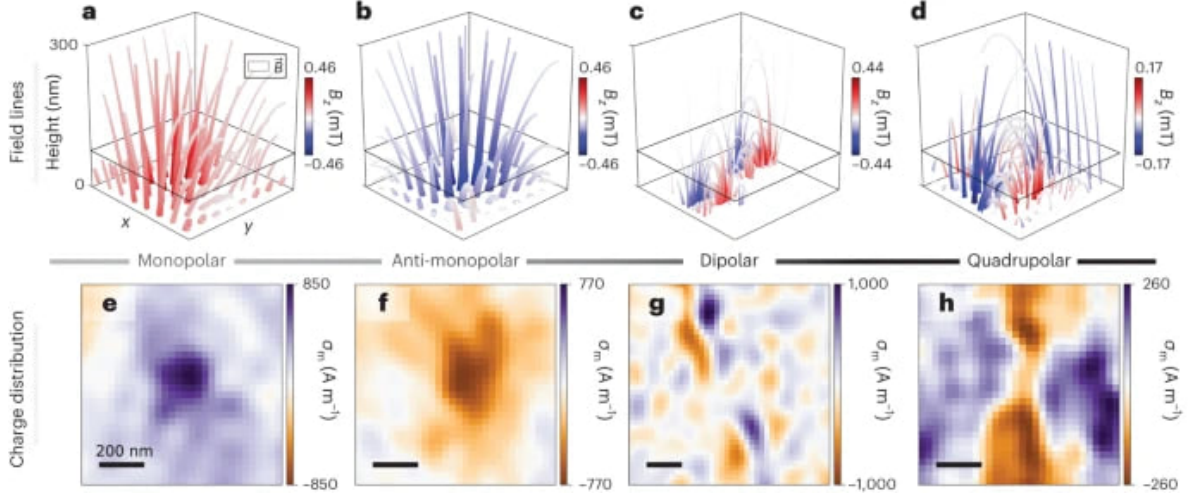 a
b
c
d
300
0
Height (nm)
Field lines
x
y
B
0.46
−0.46
B_z (mT)
0.46
−0.46
B_z (mT)
0.44
−0.44
B_z (mT)
0.17
−0.17
B_z (mT)
Monopolar
Anti-monopolar
Dipolar
Quadrupolar
Charge distribution
e
200 nm
850
−850
σ_m (A m⁻¹)
f
770
−770
σ_m (A m⁻¹)
g
1,000
−1,000
σ_m (A m⁻¹)
h
260
−260
σ_m (A m⁻¹)